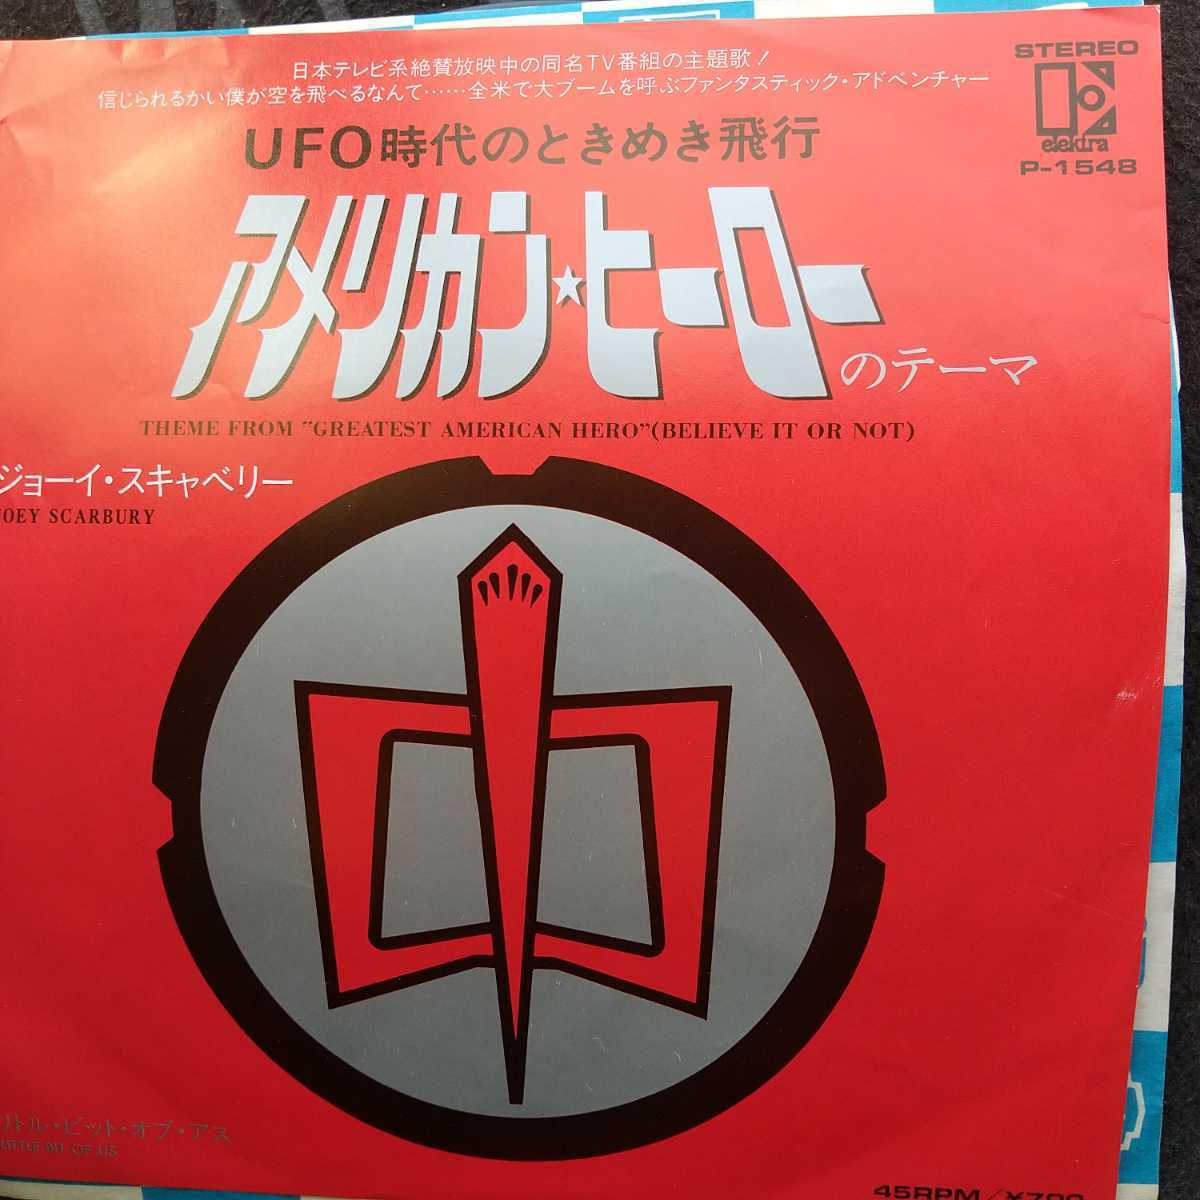 日本テレビ系絶賛放映中の同名TV番組の主題歌!
信じられるかい僕が空を飛べるなんて……全米で大ブームを呼ぶファンタスティック・アドベンチャー
STEREO
elektra
P-1548
UFO時代のときめき飛行
アメリカン★ヒーロー
のテーマ
THEME FROM "GREATEST AMERICAN HERO"(BELIEVE IT OR NOT)
ジョーイ・スキャベリー
JOEY SCARBURY
リトル・ビット・オブ・アス
LITTLE BIT OF US
45RPM/¥700